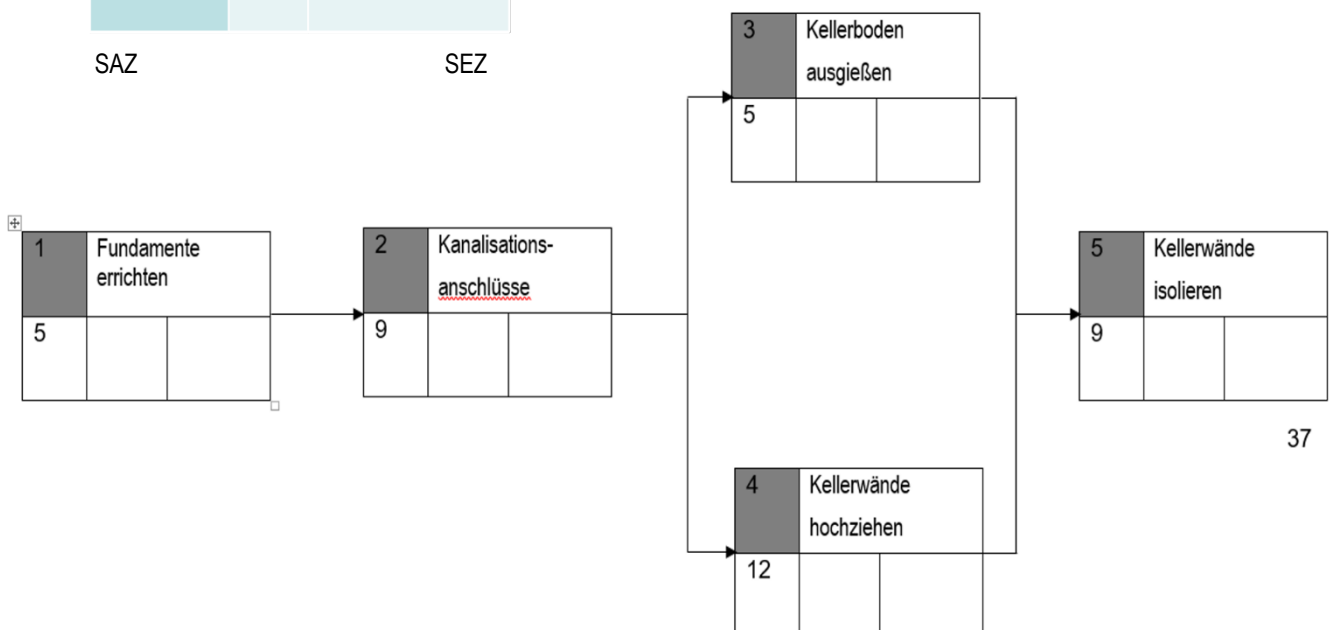 SAZ SEZ
3 Kellerboden
ausgießen
5
1 Fundamente
errichten
5
2 Kanalisations-
anschlüsse
9
5 Kellerwände
isolieren
9
37
4 Kellerwände
hochziehen
12